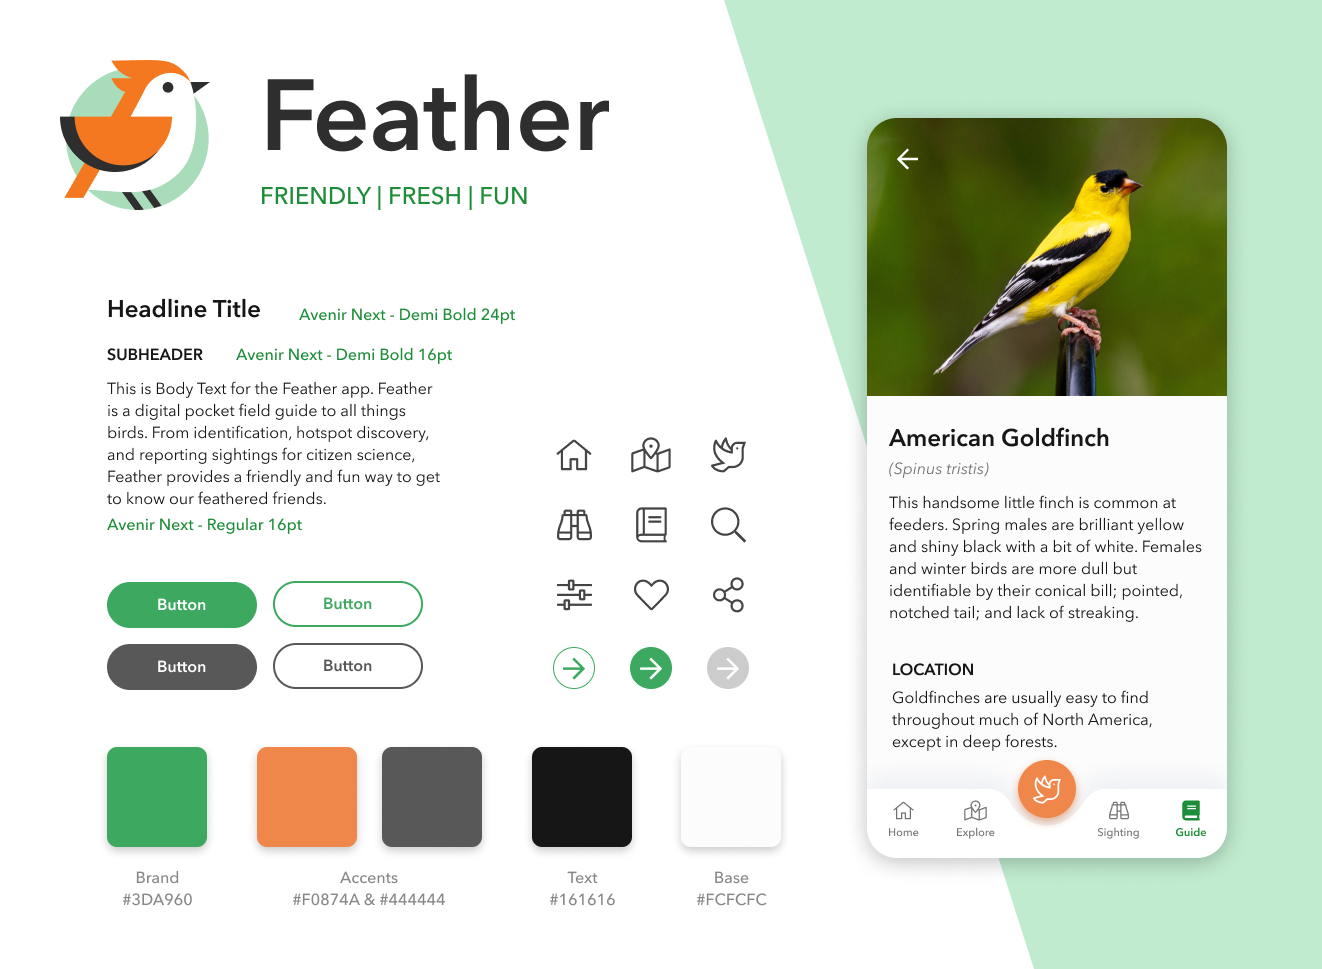 Feather
FRIENDLY | FRESH | FUN
Headline Title
Avenir Next - Demi Bold 24pt
SUBHEADER
Avenir Next - Demi Bold 16pt
This is Body Text for the Feather app. Feather
is a digital pocket field guide to all things
birds. From identification, hotspot discovery,
and reporting sightings for citizen science,
Feather provides a friendly and fun way to get
to know our feathered friends.
Avenir Next - Regular 16pt
Button
Button
Button
Button
Brand
#3DA960
Accents
#F0874A & #444444
Text
#161616
Base
#FCFCFC
American Goldfinch
(Spinus tristis)
This handsome little finch is common at
feeders. Spring males are brilliant yellow
and shiny black with a bit of white. Females
and winter birds are more dull but
identifiable by their conical bill; pointed,
notched tail; and lack of streaking.
LOCATION
Goldfinches are usually easy to find
throughout much of North America,
except in deep forests.
Home
Explore
Sighting
Guide